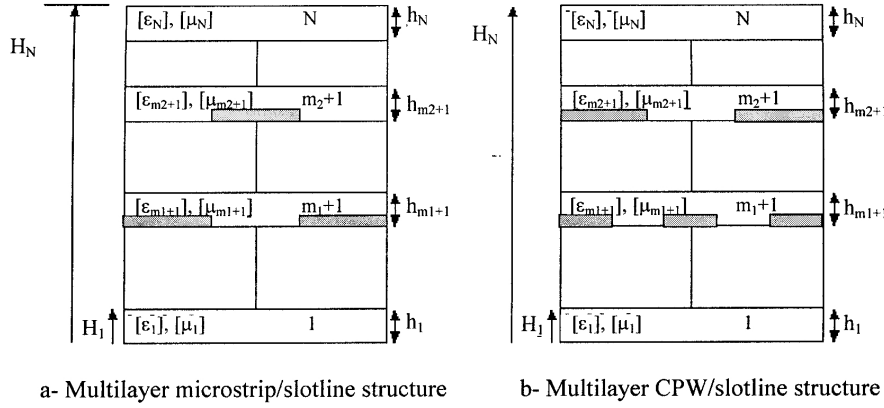 [εN], [μN] N hN
HN
[εm2+1], [μm2+1] m2+1 hm2+1
[εm1+1], [μm1+1] m1+1 hm1+1
H1 [ε1], [μ1] 1 h1
a- Multilayer microstrip/slotline structure
[εN], [μN] N hN
HN
[εm2+1], [μm2+1] m2+1 hm2+1
[εm1+1], [μm1+1] m1+1 hm1+1
H1 [ε1], [μ1] 1 h1
b- Multilayer CPW/slotline structure